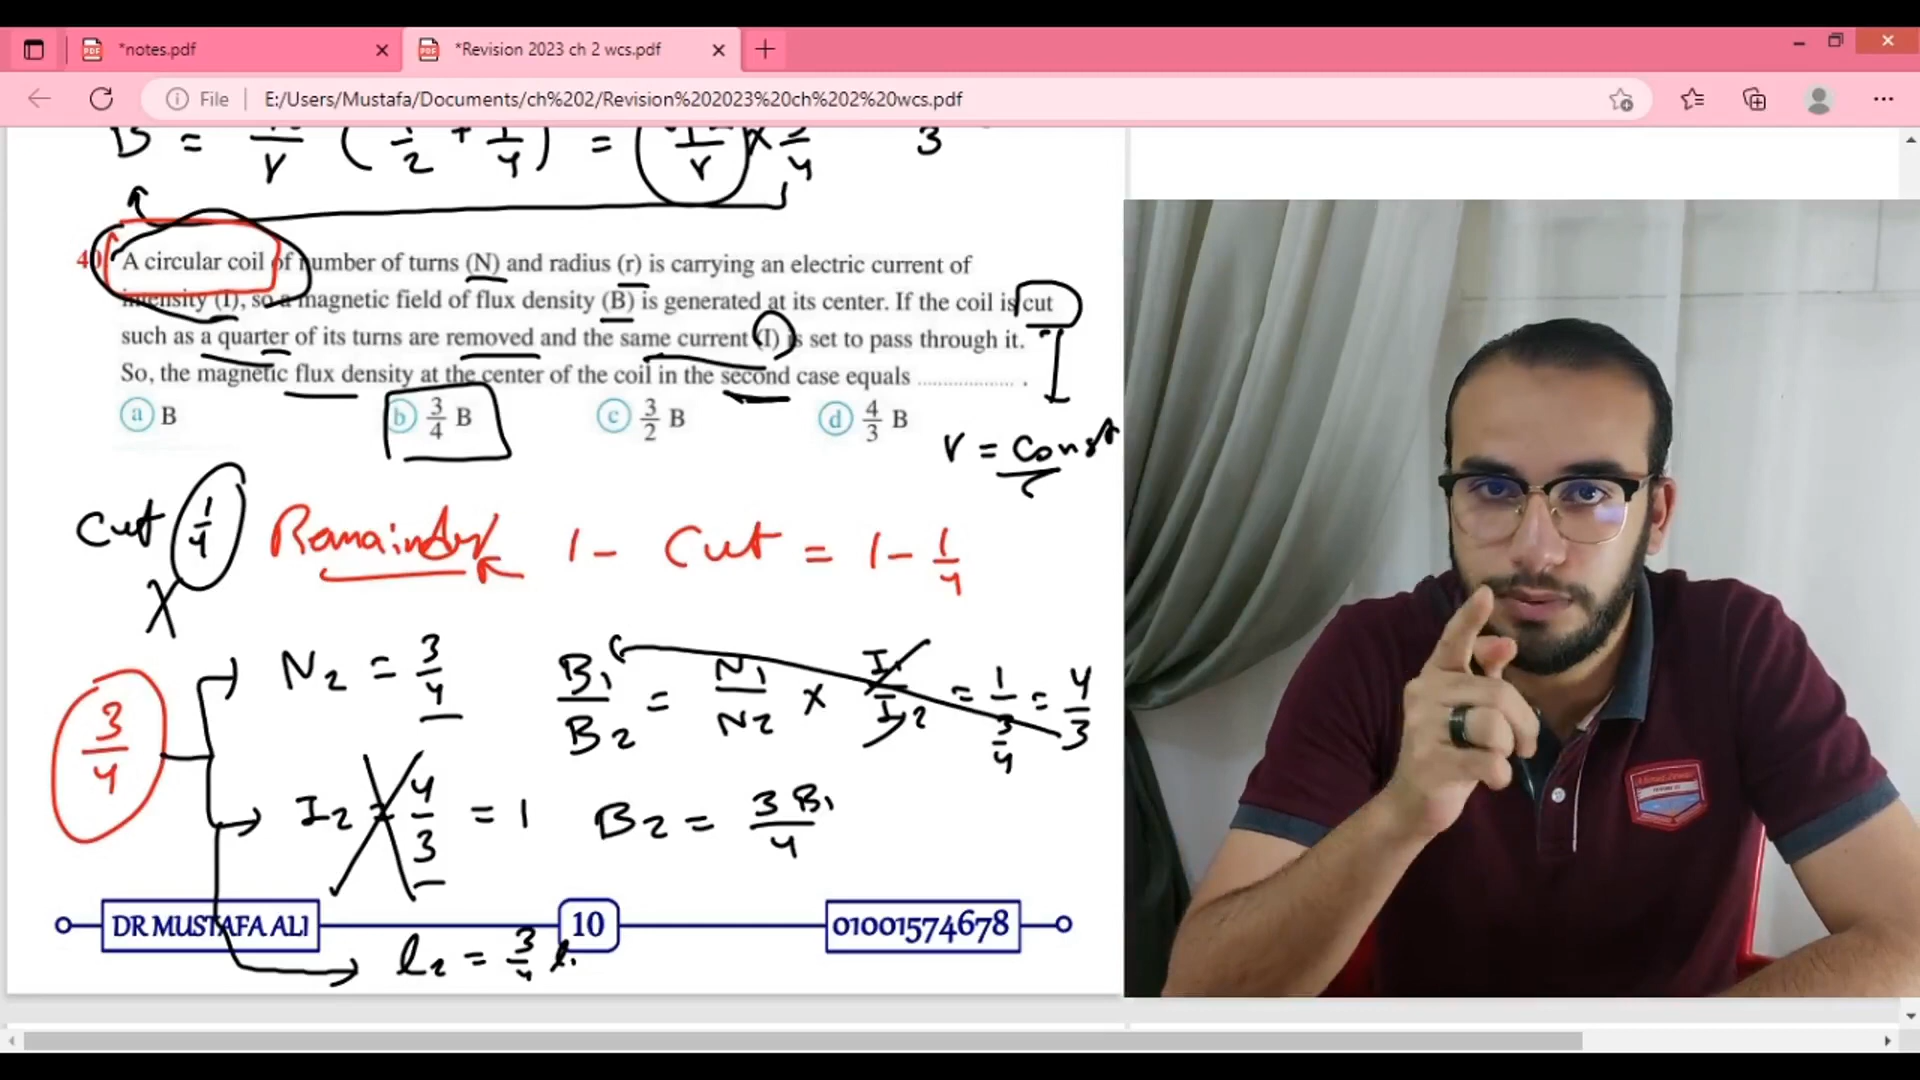 *notes.pdf
*Revision 2023 ch 2 wcs.pdf
File
E:/Users/Mustafa/Documents/ch%202/Revision%202023%20ch%202%20wcs.pdf
B = /r ( 1/2 + 1/4 ) = I/r × 3/4 3
40 A circular coil of number of turns (N) and radius (r) is carrying an electric current of
intensity (I), so a magnetic field of flux density (B) is generated at its center. If the coil is cut
such as a quarter of its turns are removed and the same current (I) is set to pass through it.
So, the magnetic flux density at the center of the coil in the second case equals .................... .
a B b 3/4 B c 3/2 B d 4/3 B
r = const
Cut 1/4 Remainder 1 - cut = 1 - 1/4
N2 = 3/4
B1/B2 = N1/N2 × I1/I2 = 1/(3/4) = 4/3
3/4
I2 = 4/3 = 1
B2 = 3B1/4
DR MUSTAFA ALI
10
01001574678
l2 = 3/4 l1